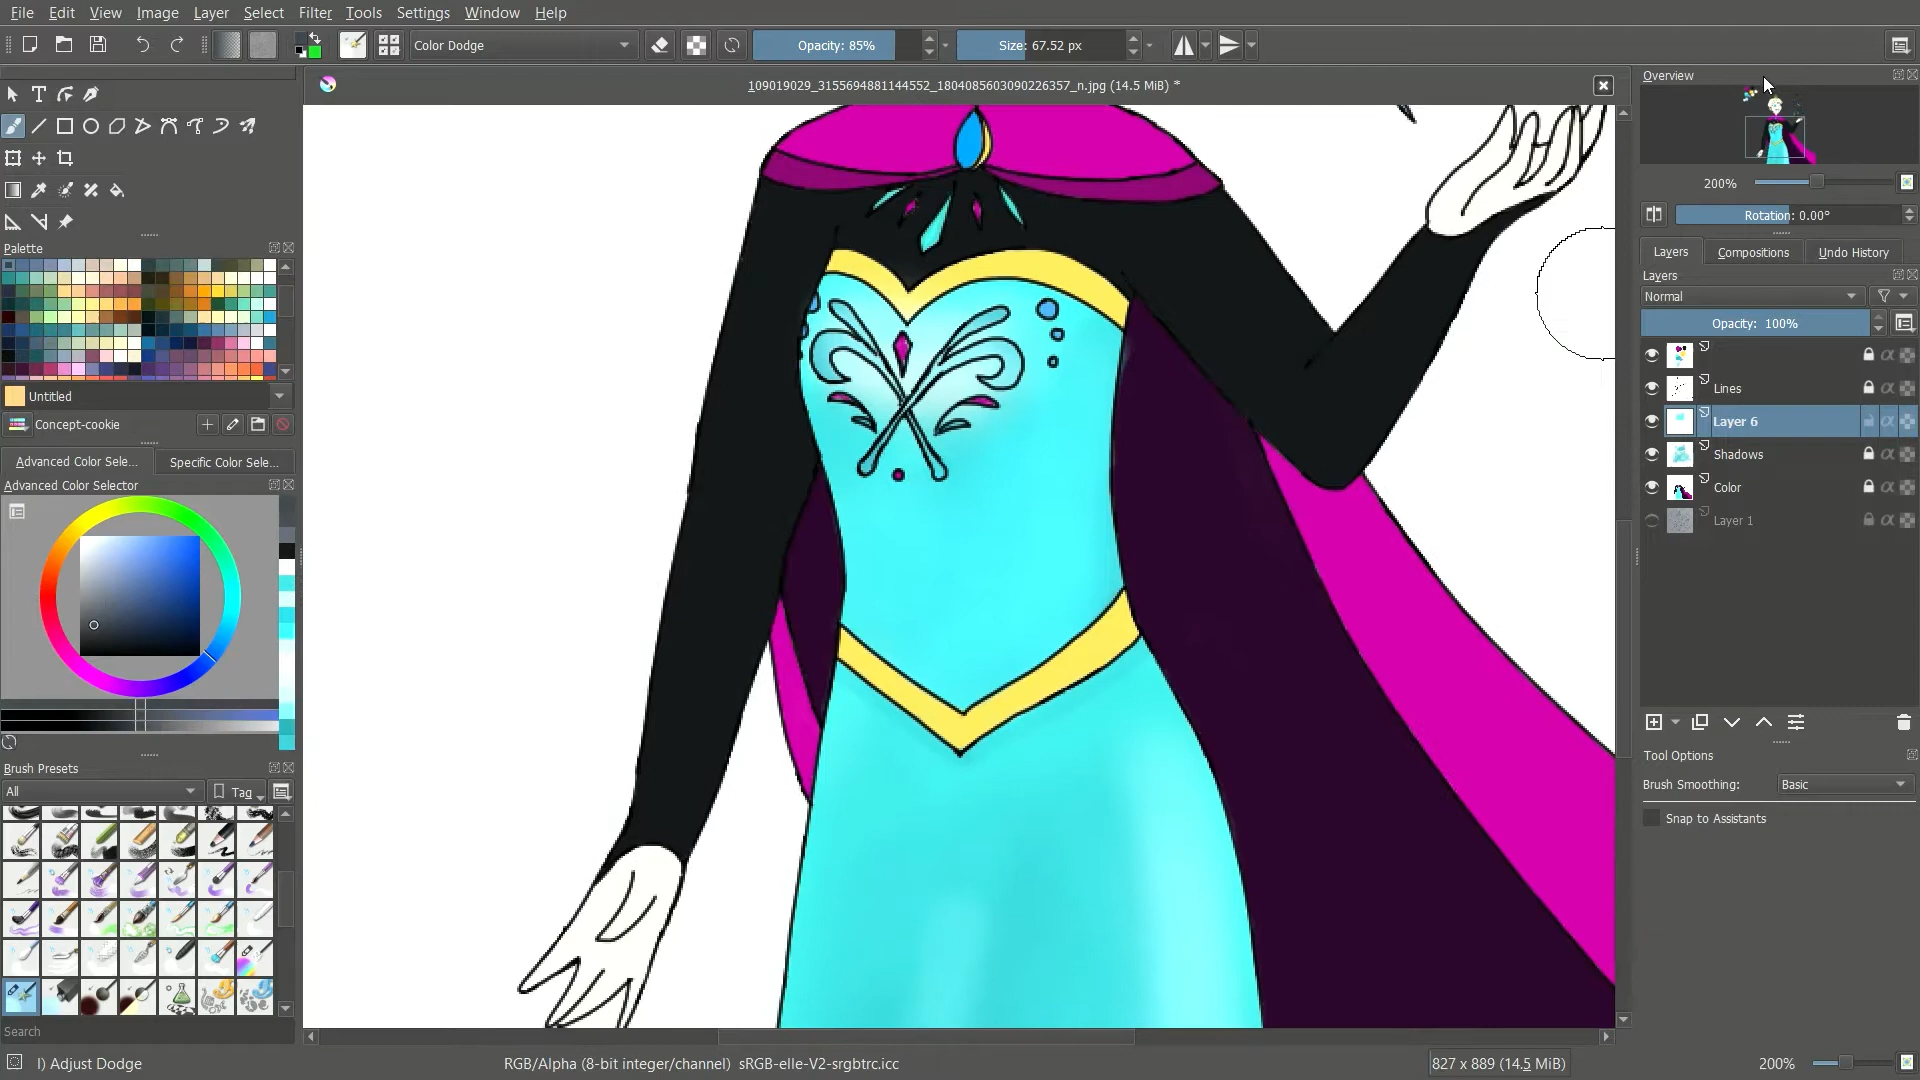 File Edit View Image Layer Filter Tools Settings Window Help
Color Dodge
Opacity: 85%
Size: 67.52 px
109019029_3155694881144552_1804085603090226357_n.jpg (14.5 MiB) *
Overview
200%
Rotation: 0.00°
Layers Compositions Undo History
Layers
Normal
Opacity: 100%
Lines
Layer 6
Shadows
Color
Layer 1
Tool Options
Brush Smoothing: Basic
Snap to Assistants
Palette
Untitled
Concept-cookie
Advanced Color Sele... Specific Color Sele...
Advanced Color Selector
Brush Presets
All
Tag
Search
I) Adjust Dodge
RGB/Alpha (8-bit integer/channel) sRGB-elle-V2-srgbtrc.icc
827 x 889 (14.5 MiB)
200%